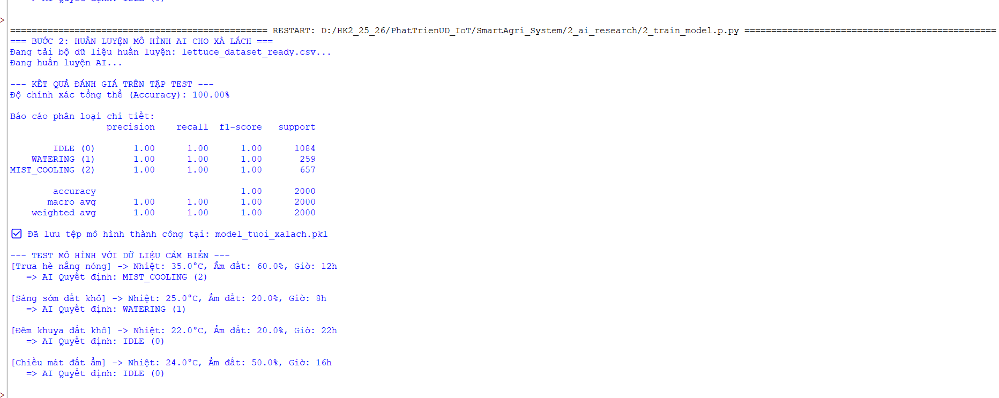 => AI Quyết định: IDLE (0)
>
================================================ RESTART: D:/HK2_25_26/PhatTrienUD_IoT/SmartAgri_System/2_ai_research/2_train_model.p.py ===============================================
=== BƯỚC 2: HUẤN LUYỆN MÔ HÌNH AI CHO XÀ LÁCH ===
Đang tải bộ dữ liệu huấn luyện: lettuce_dataset_ready.csv...
Đang huấn luyện AI...
--- KẾT QUẢ ĐÁNH GIÁ TRÊN TẬP TEST ---
Độ chính xác tổng thể (Accuracy): 100.00%
Báo cáo phân loại chi tiết:
precision recall f1-score support
IDLE (0) 1.00 1.00 1.00 1084
WATERING (1) 1.00 1.00 1.00 259
MIST_COOLING (2) 1.00 1.00 1.00 657
accuracy 1.00 2000
macro avg 1.00 1.00 1.00 2000
weighted avg 1.00 1.00 1.00 2000
☑ Đã lưu tệp mô hình thành công tại: model_tuoi_xalach.pkl
--- TEST MÔ HÌNH VỚI DỮ LIỆU CẢM BIẾN ---
[Trưa hè nắng nóng] -> Nhiệt: 35.0°C, Ẩm đất: 60.0%, Giờ: 12h
=> AI Quyết định: MIST_COOLING (2)
[Sáng sớm đất khô] -> Nhiệt: 25.0°C, Ẩm đất: 20.0%, Giờ: 8h
=> AI Quyết định: WATERING (1)
[Đêm khuya đất khô] -> Nhiệt: 22.0°C, Ẩm đất: 20.0%, Giờ: 22h
=> AI Quyết định: IDLE (0)
[Chiều mát đất ẩm] -> Nhiệt: 24.0°C, Ẩm đất: 50.0%, Giờ: 16h
=> AI Quyết định: IDLE (0)
>